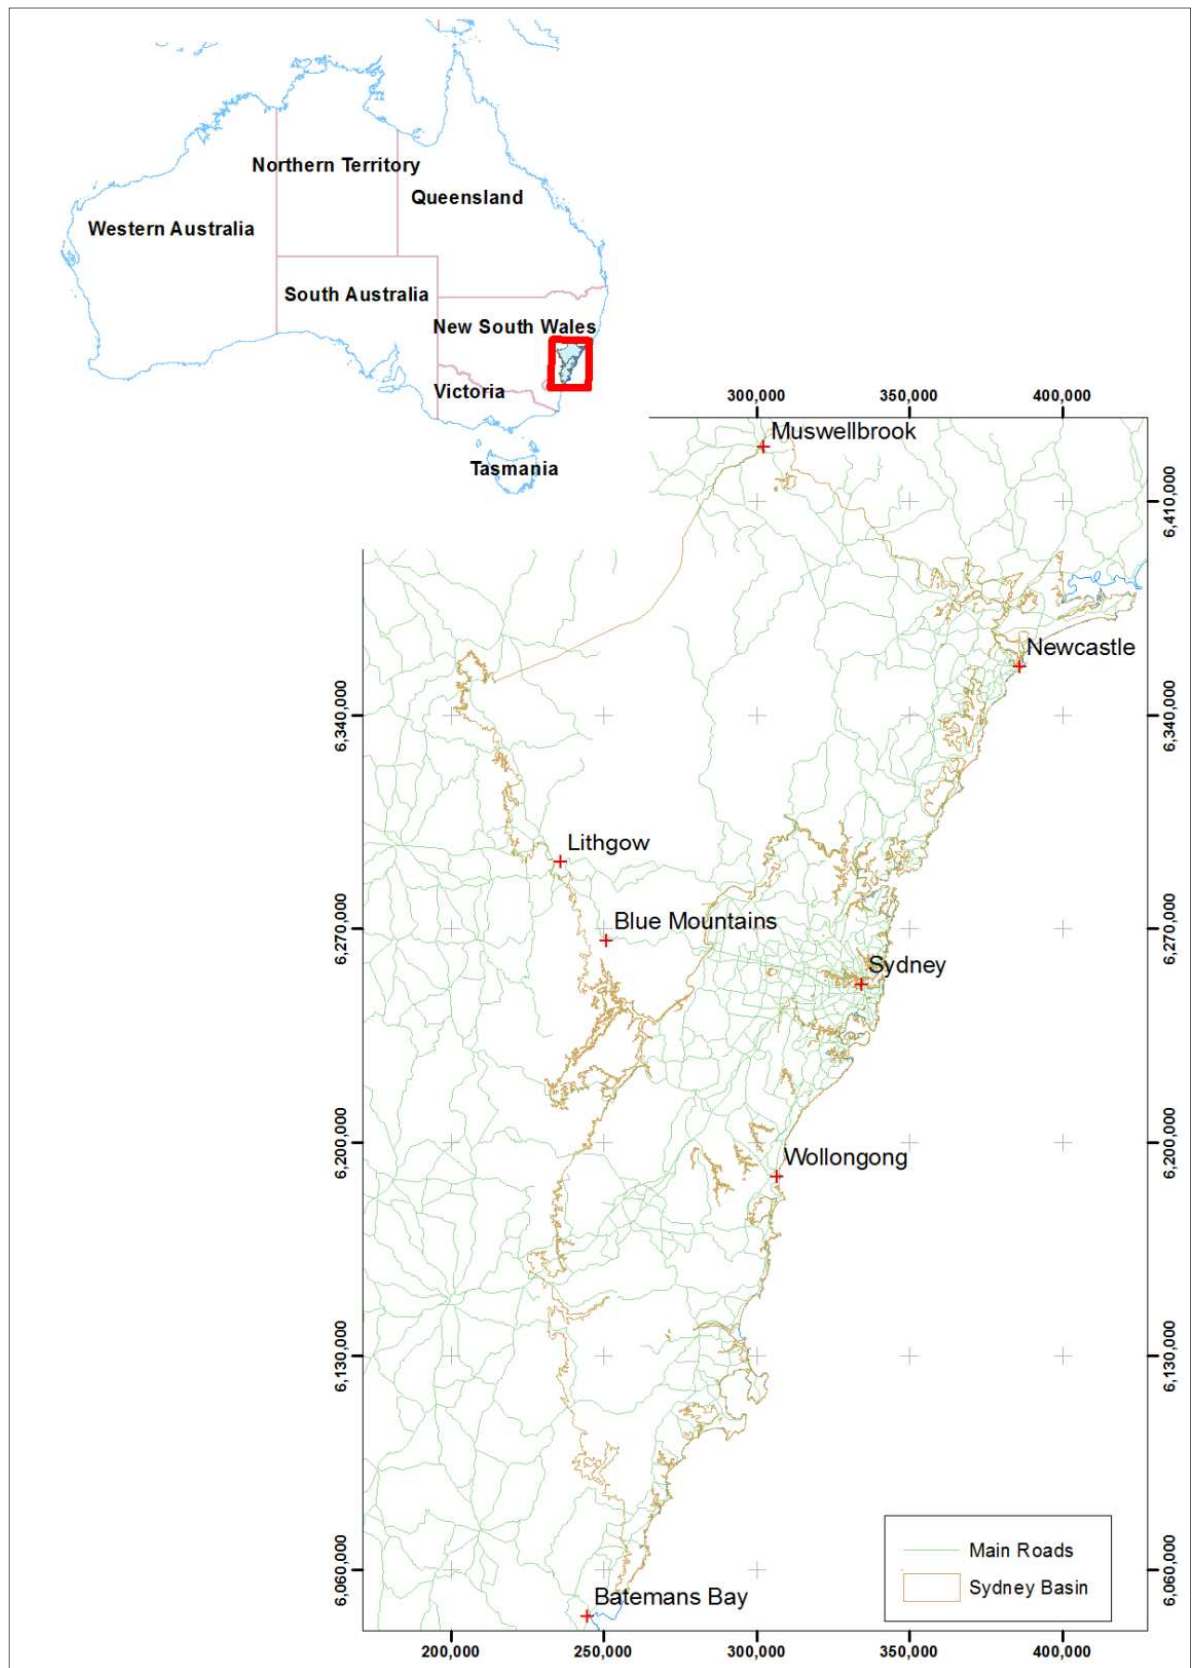 Northern Territory
Queensland
Western Australia
South Australia
New South Wales
Victoria
Tasmania
300,000
350,000
400,000
Muswellbrook
6,410,000
6,410,000
Newcastle
6,340,000
6,340,000
Lithgow
Blue Mountains
6,270,000
6,270,000
Sydney
6,200,000
6,200,000
Wollongong
6,130,000
6,130,000
Main Roads
Sydney Basin
6,060,000
6,060,000
Batemans Bay
200,000
250,000
300,000
350,000
400,000